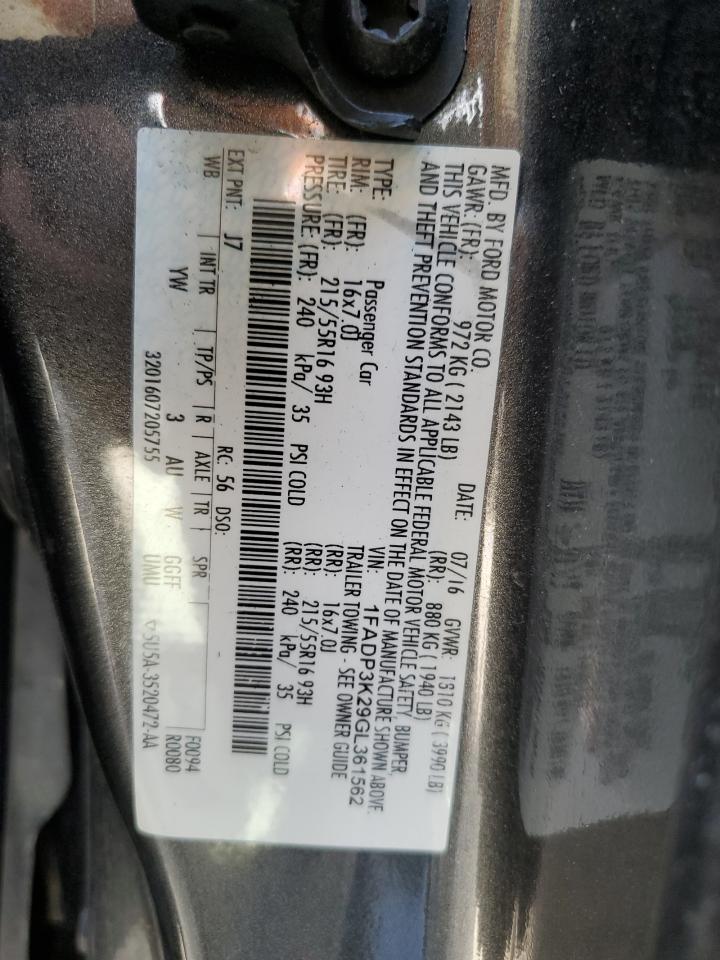 MFD. BY FORD MOTOR CO.
DATE: 07/16 GVWR: 1810 KG ( 3990 LB)
GAWR: (FR): 972 KG ( 2143 LB) (RR): 880 KG ( 1940 LB)
THIS VEHICLE CONFORMS TO ALL APPLICABLE FEDERAL MOTOR VEHICLE SAFETY, BUMPER,
AND THEFT PREVENTION STANDARDS IN EFFECT ON THE DATE OF MANUFACTURE SHOWN ABOVE.
VIN: 1FADP3K29GL361562
TYPE: Passenger Car TRAILER TOWING - SEE OWNER GUIDE
RIM: (FR): 16x7.0J (RR): 16x7.0J
TIRE: (FR): 215/55R16 93H (RR): 215/55R16 93H
PRESSURE: (FR): 240 kPa/ 35 PSI COLD (RR): 240 kPa/ 35 PSI COLD
EXT PNT: J7 RC: 56 DSO:
WB | INT TR | TP/PS | R | AXLE | TR | SPR F0094
YW 3 AU W GGFF R0080
UMU
3201607205755 5U5A-3520472-AA